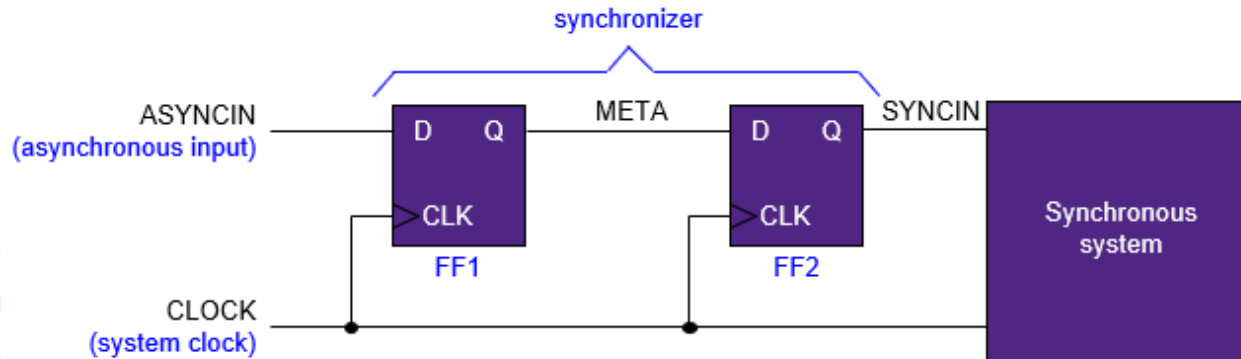 synchronizer
ASYNCIN
(asynchronous input)
D Q
META
D Q
SYNCIN
CLK
CLK
Synchronous
system
FF1
FF2
CLOCK
(system clock)